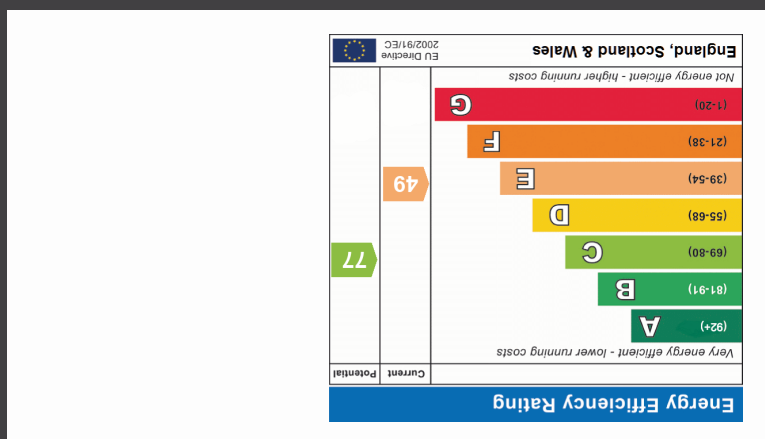 Energy Efficiency Rating
Current Potential
Very energy efficient - lower running costs
(92+) A
(81-91) B
(69-80) C
77
(55-68) D
(39-54) E
49
(21-38) F
(1-20) G
Not energy efficient - higher running costs
England, Scotland & Wales
EU Directive
2002/91/EC